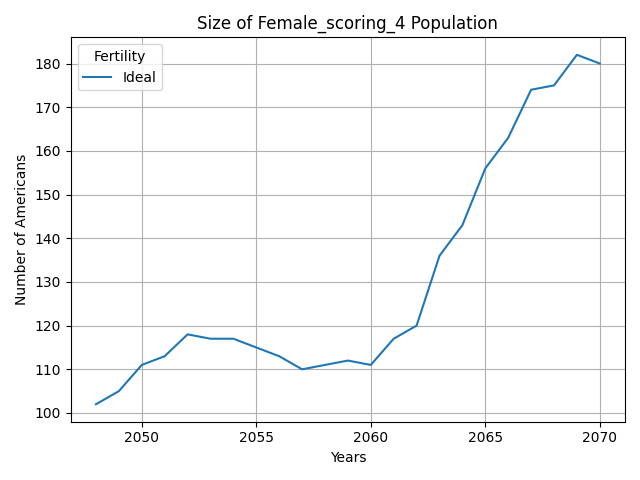 Size of Female_scoring_4 Population
Fertility
Ideal
180
170
160
150
140
130
120
110
100
Number of Americans
2050
2055
2060
2065
2070
Years